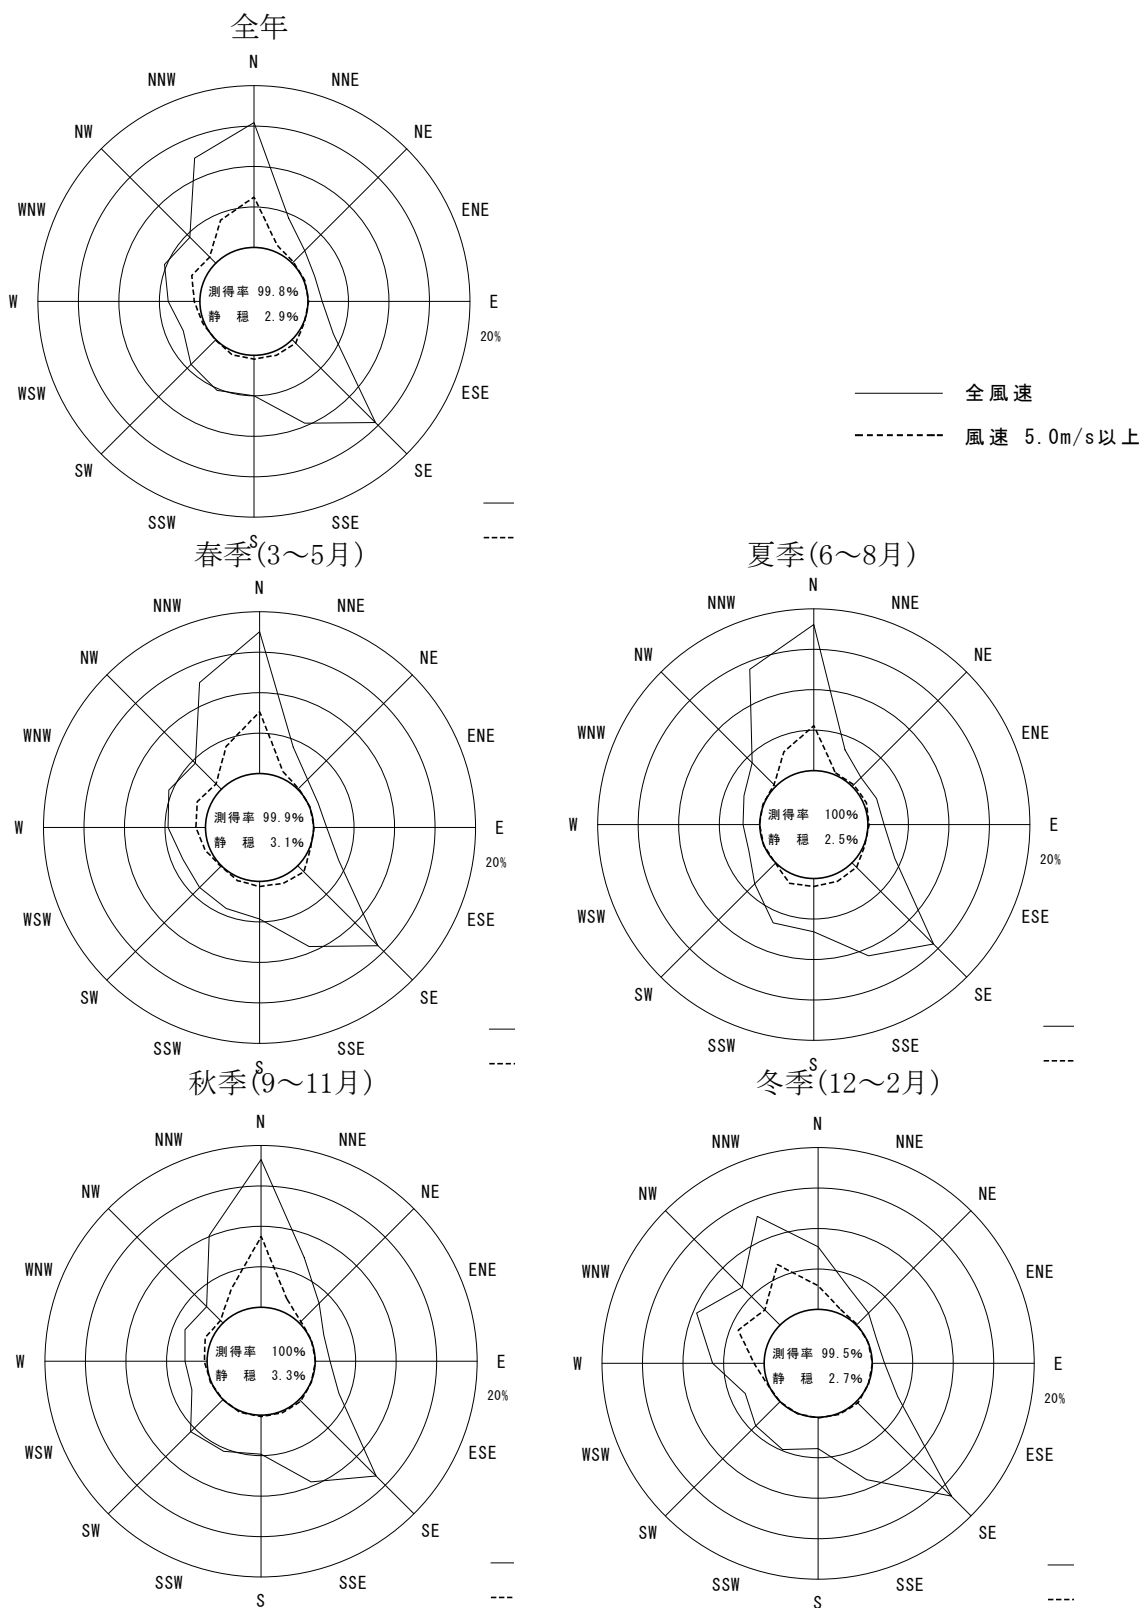 全年
N
NNW
NNE
NW
NE
WNW
ENE
測得率 99.8%
W
E
静 穏 2.9%
20%
WSW
ESE
SW
SE
SSW
SSE
S
全風速
風速 5.0m/s以上
春季(3～5月)
N
NNW
NNE
NW
NE
WNW
ENE
測得率 99.9%
W
E
静 穏 3.1%
20%
WSW
ESE
SW
SE
SSW
SSE
S
夏季(6～8月)
N
NNW
NNE
NW
NE
WNW
ENE
測得率 100%
W
E
静 穏 2.5%
20%
WSW
ESE
SW
SE
SSW
SSE
S
秋季(9～11月)
N
NNW
NNE
NW
NE
WNW
ENE
測得率 100%
W
E
静 穏 3.3%
20%
WSW
ESE
SW
SE
SSW
SSE
S
冬季(12～2月)
N
NNW
NNE
NW
NE
WNW
ENE
測得率 99.5%
W
E
静 穏 2.7%
20%
WSW
ESE
SW
SE
SSW
SSE
S